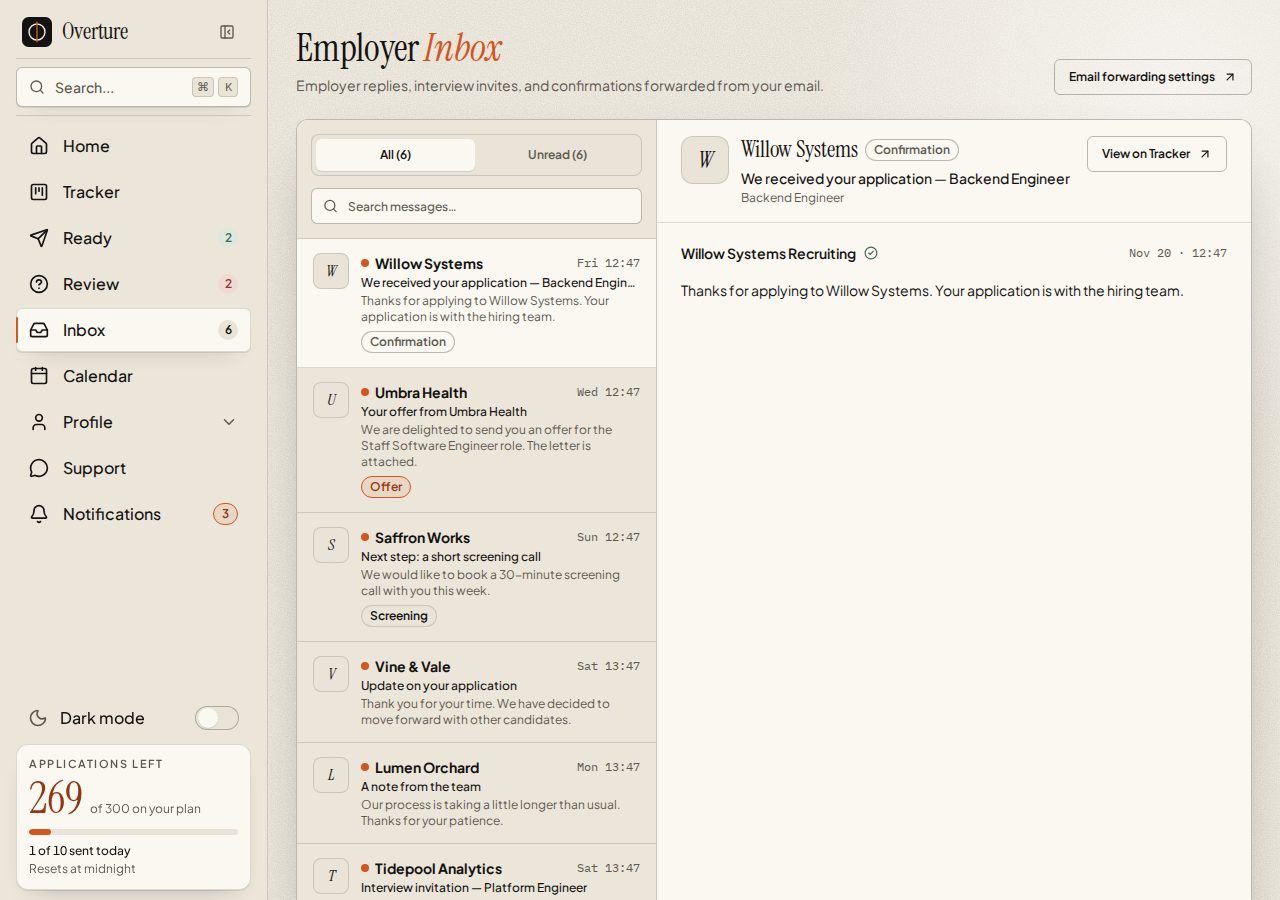 Overture
Search...
⌘ K
Home
Tracker
Ready 2
Review 2
Inbox 6
Calendar
Profile
Support
Notifications 3
Dark mode
APPLICATIONS LEFT
269 of 300 on your plan
1 of 10 sent today
Resets at midnight
Employer Inbox
Employer replies, interview invites, and confirmations forwarded from your email.
Email forwarding settings
All (6)
Unread (6)
Search messages…
W
Willow Systems Fri 12:47
We received your application — Backend Engin…
Thanks for applying to Willow Systems. Your
application is with the hiring team.
Confirmation
U
Umbra Health Wed 12:47
Your offer from Umbra Health
We are delighted to send you an offer for the
Staff Software Engineer role. The letter is
attached.
Offer
S
Saffron Works Sun 12:47
Next step: a short screening call
We would like to book a 30-minute screening
call with you this week.
Screening
V
Vine & Vale Sat 13:47
Update on your application
Thank you for your time. We have decided to
move forward with other candidates.
L
Lumen Orchard Mon 13:47
A note from the team
Our process is taking a little longer than usual.
Thanks for your patience.
T
Tidepool Analytics Sat 13:47
Interview invitation — Platform Engineer
W
Willow Systems Confirmation
We received your application — Backend Engineer
Backend Engineer
View on Tracker
Willow Systems Recruiting Nov 20 · 12:47
Thanks for applying to Willow Systems. Your application is with the hiring team.